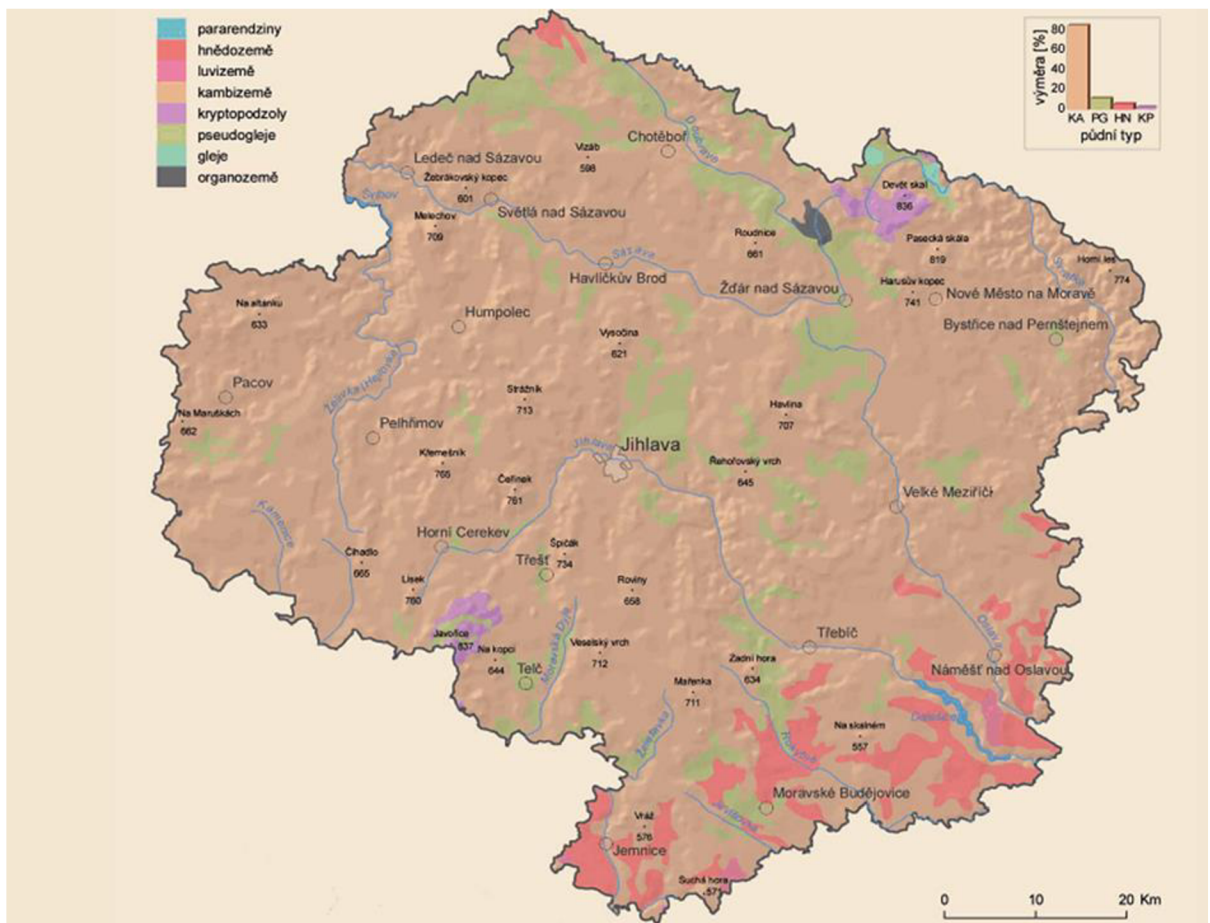 pararendziny
hnědozemě
luvizemě
kambizemě
kryptopodzoly
pseudogleje
gleje
organozemě
výměra [%]
80
60
40
20
0
KA PG HN KP
půdní typ
Doubrava
Chotěboř
Vizáb
598
Ledeč nad Sázavou
Žebrákovský kopec
601
Světlá nad Sázavou
Melechov
709
Devět skal
836
Roudnice
661
Pasecká skála
819
Sázava
Havlíčkův Brod
Horní les
774
Svratka
Žďár nad Sázavou
Harusův kopec
741
Nové Město na Moravě
Na altánku
633
Humpolec
Vysočina
621
Bystřice nad Pernštejnem
Želivka (Hejlovka)
Pacov
Strážník
713
Na Maruškách
662
Havlina
707
Pelhřimov
Jihlava
Jihlava
Křemešník
765
Řehořovský vrch
645
Čeřínek
761
Velké Meziříčí
Kamenice
Horní Cerekev
Špičák
734
Čihadlo
665
Třešť
Lísek
760
Roviny
658
Javořice
837
Na kopci
644
Moravská Dyje
Veselský vrch
712
Třebíč
Oslava
Zadní hora
634
Náměšť nad Oslavou
Telč
Mařenka
711
Dalešice
Na skalném
557
Želetavka
Rokytná
Moravské Budějovice
Jevišovka
Vráž
576
Jemnice
Suchá hora
571
0 10 20 Km